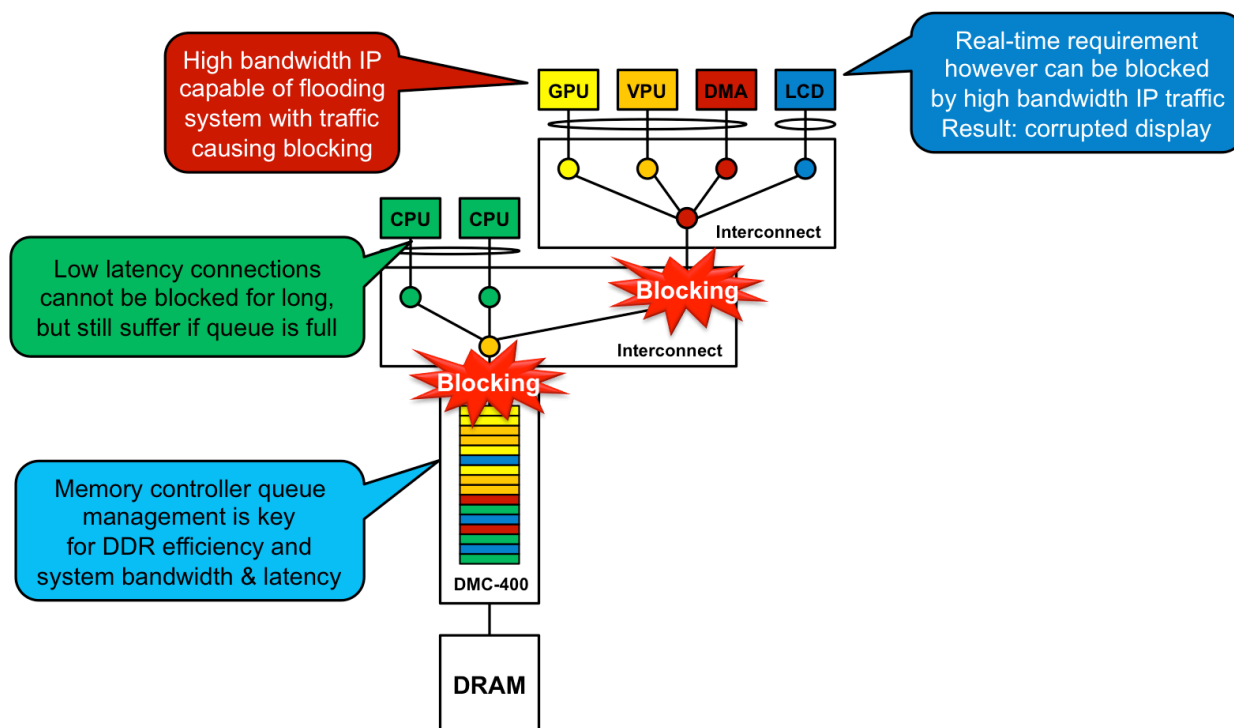 High bandwidth IP
capable of flooding
system with traffic
causing blocking
GPU
VPU
DMA
LCD
Real-time requirement
however can be blocked
by high bandwidth IP traffic
Result: corrupted display
Interconnect
CPU
CPU
Low latency connections
cannot be blocked for long,
but still suffer if queue is full
Blocking
Interconnect
Blocking
Memory controller queue
management is key
for DDR efficiency and
system bandwidth & latency
DMC-400
DRAM